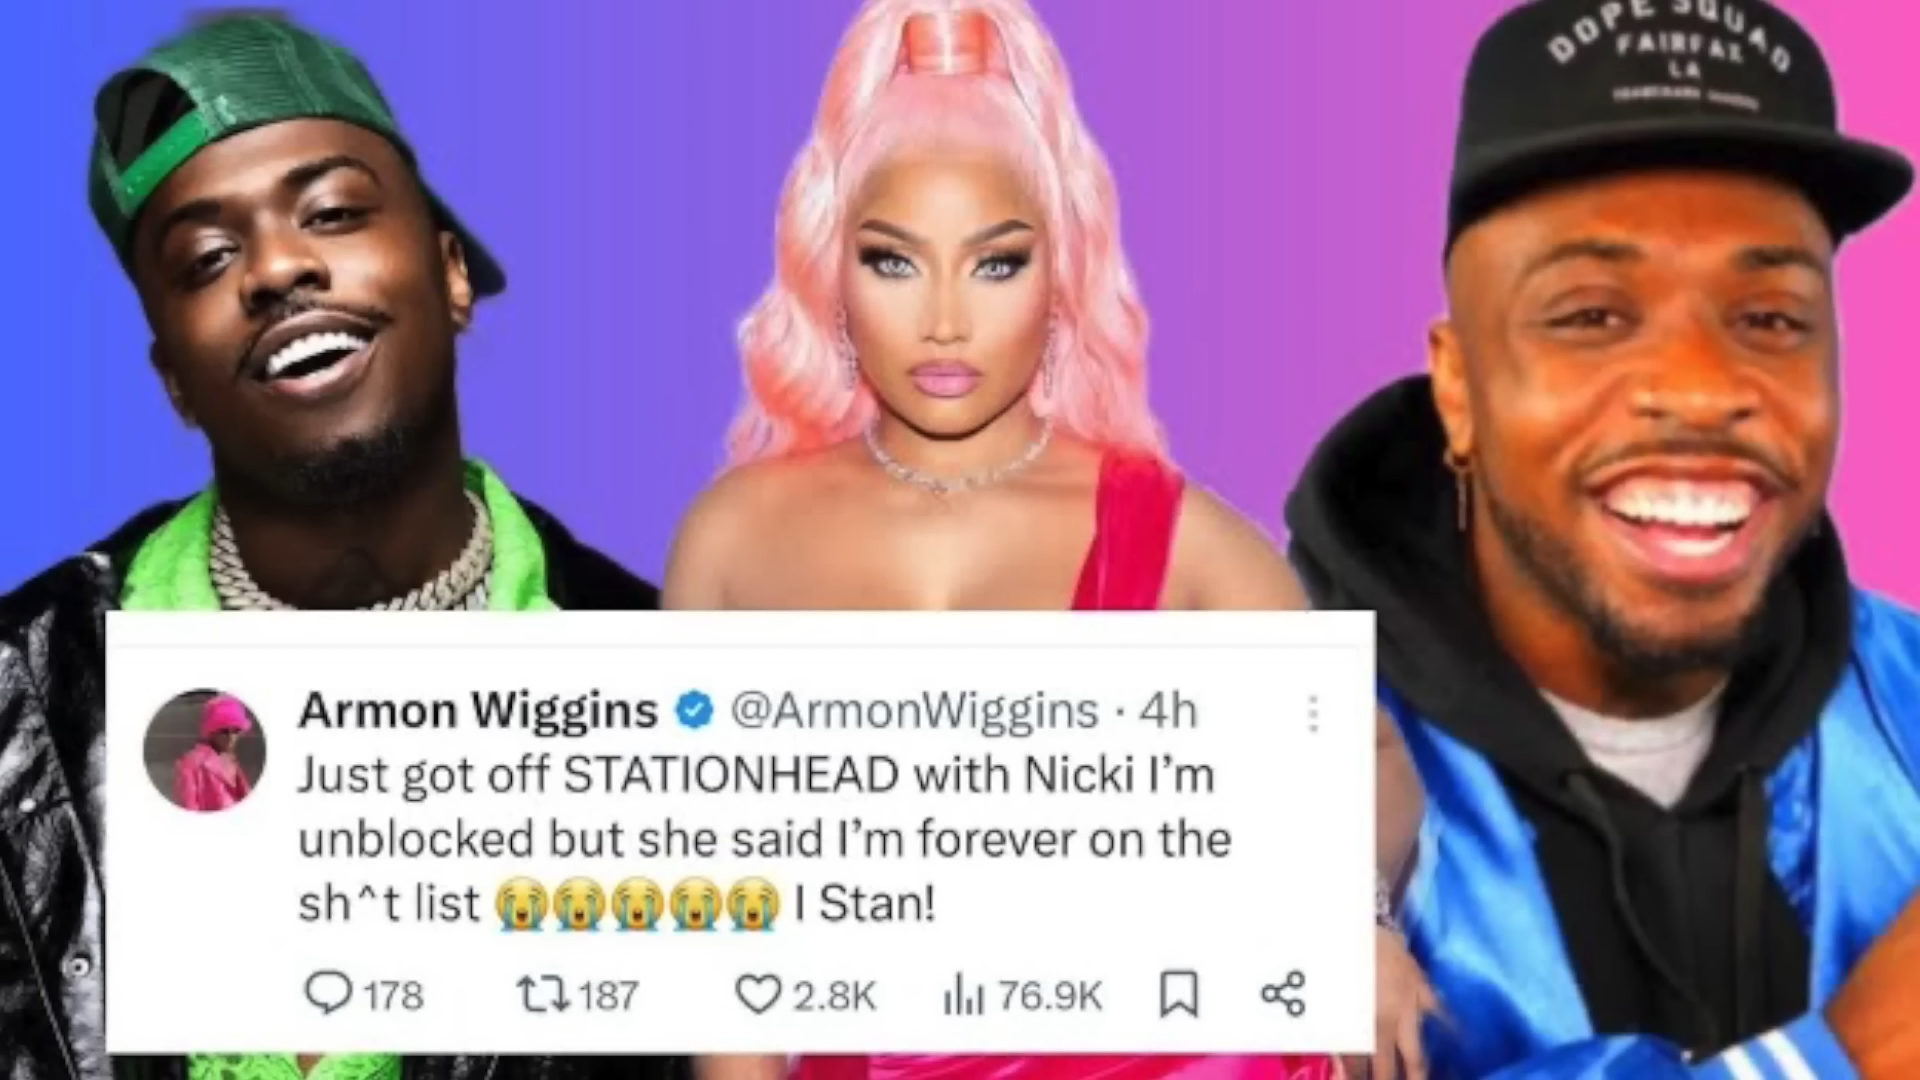 DOPE SQUAD
FAIRFAX
LA
Armon Wiggins @ArmonWiggins · 4h
Just got off STATIONHEAD with Nicki I’m
unblocked but she said I’m forever on the
sh^t list 😭😭😭😭😭 I Stan!
178 187 2.8K 76.9K